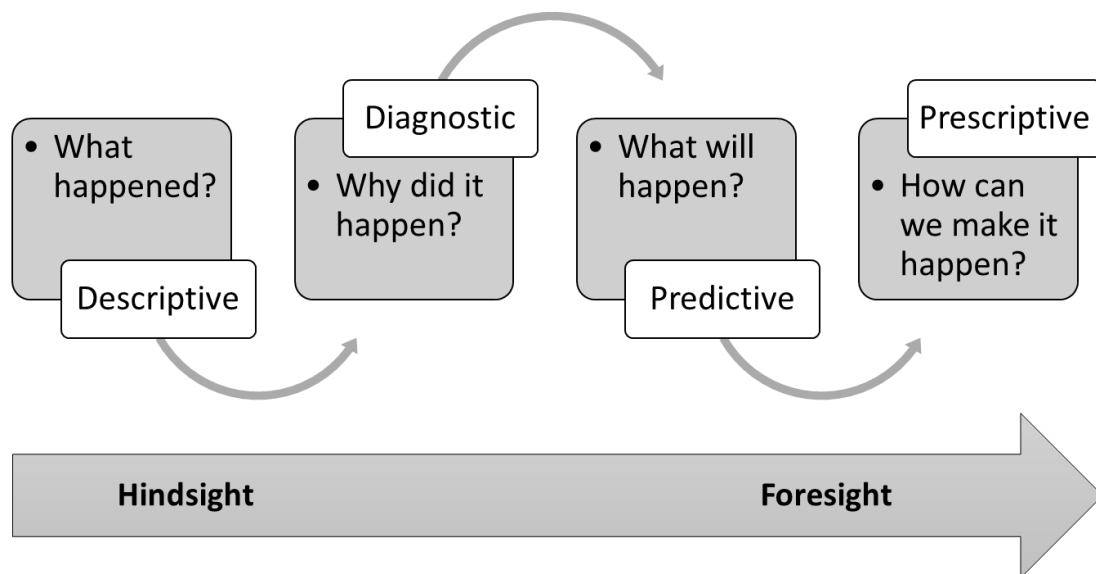 • What
happened?
Descriptive
Diagnostic
• Why did it
happen?
• What will
happen?
Predictive
Prescriptive
• How can
we make it
happen?
Hindsight
Foresight